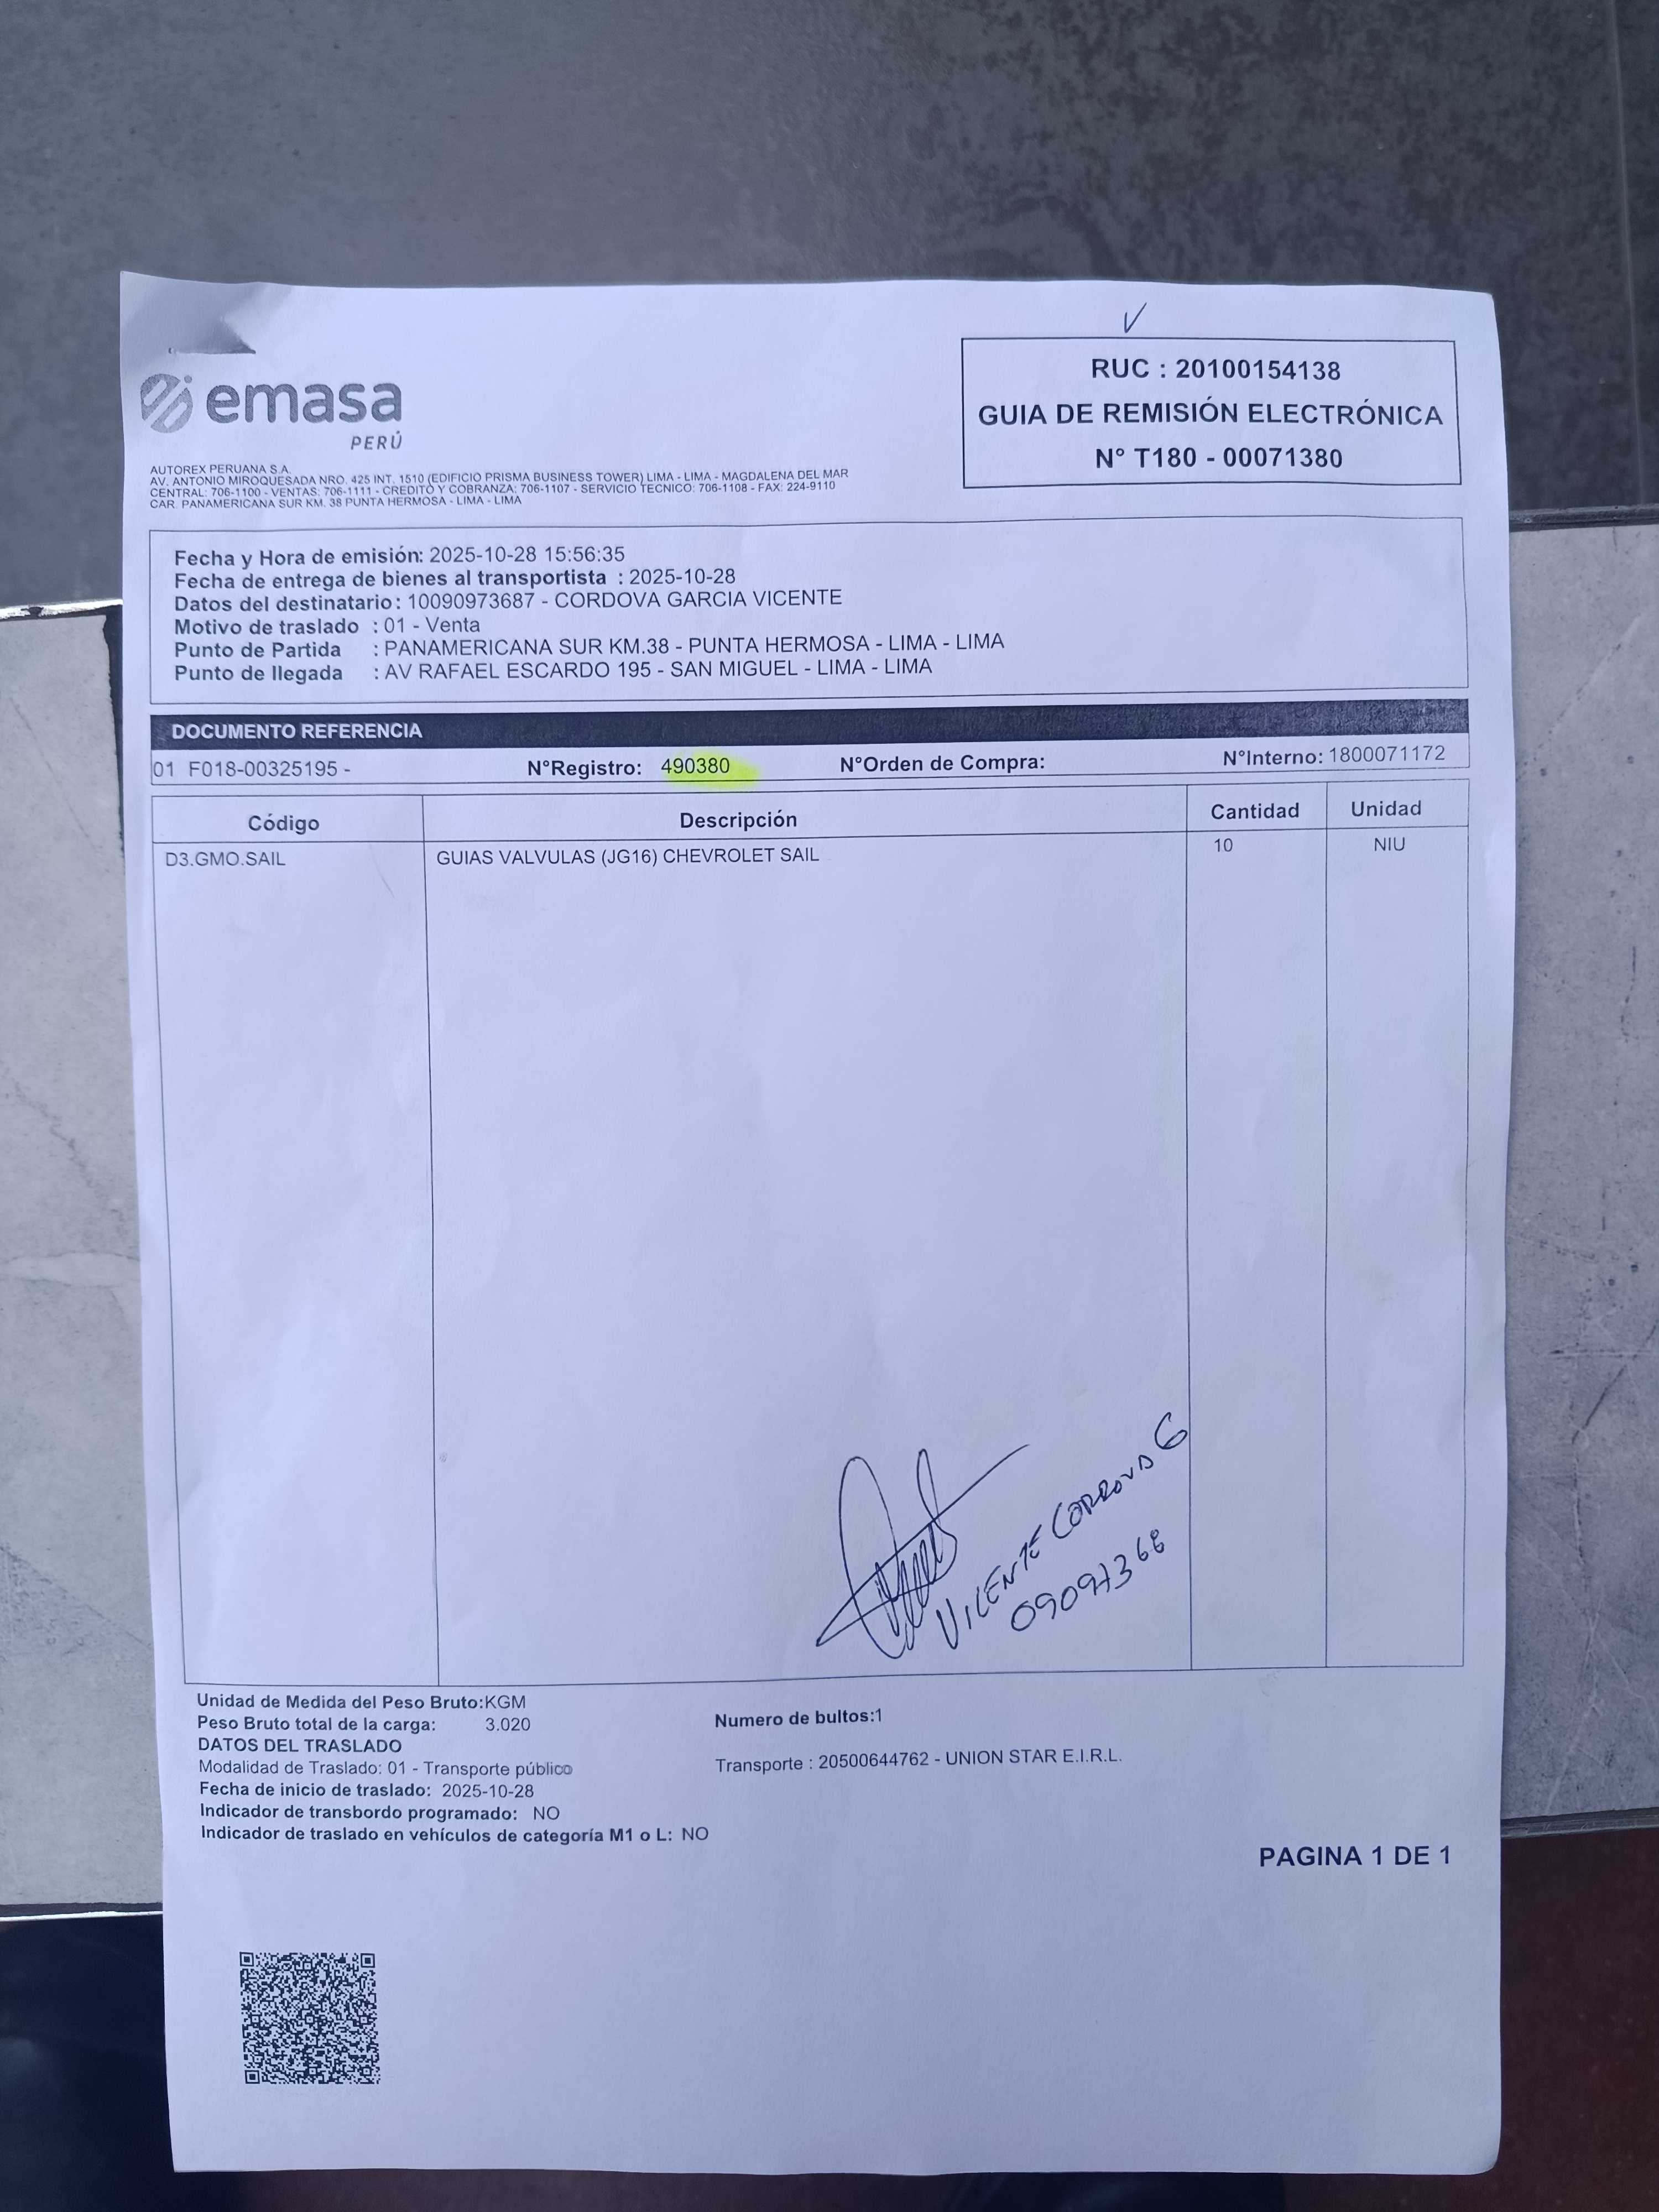 emasa
PERÚ
RUC : 20100154138
GUIA DE REMISIÓN ELECTRÓNICA
N° T180 - 00071380
AUTOREX PERUANA S.A.
AV. ANTONIO MIROQUESADA NRO. 425 INT. 1510 (EDIFICIO PRISMA BUSINESS TOWER) LIMA - LIMA - MAGDALENA DEL MAR
CENTRAL: 706-1100 - VENTAS: 706-1111 - CREDITO Y COBRANZA: 706-1107 - SERVICIO TECNICO: 706-1108 - FAX: 224-9110
CAR. PANAMERICANA SUR KM. 38 PUNTA HERMOSA - LIMA - LIMA
Fecha y Hora de emisión: 2025-10-28 15:56:35
Fecha de entrega de bienes al transportista : 2025-10-28
Datos del destinatario : 10090973687 - CORDOVA GARCIA VICENTE
Motivo de traslado : 01 - Venta
Punto de Partida : PANAMERICANA SUR KM.38 - PUNTA HERMOSA - LIMA - LIMA
Punto de llegada : AV RAFAEL ESCARDO 195 - SAN MIGUEL - LIMA - LIMA
DOCUMENTO REFERENCIA
01 F018-00325195 - N°Registro: 490380 N°Orden de Compra: N°Interno: 1800071172
Código Descripción Cantidad Unidad
D3.GMO.SAIL GUIAS VALVULAS (JG16) CHEVROLET SAIL 10 NIU
VICENTE CORDOVA G
09097368
Unidad de Medida del Peso Bruto:KGM
Peso Bruto total de la carga: 3.020 Numero de bultos:1
DATOS DEL TRASLADO
Modalidad de Traslado: 01 - Transporte público Transporte : 20500644762 - UNION STAR E.I.R.L.
Fecha de inicio de traslado: 2025-10-28
Indicador de transbordo programado: NO
Indicador de traslado en vehículos de categoría M1 o L: NO
PAGINA 1 DE 1